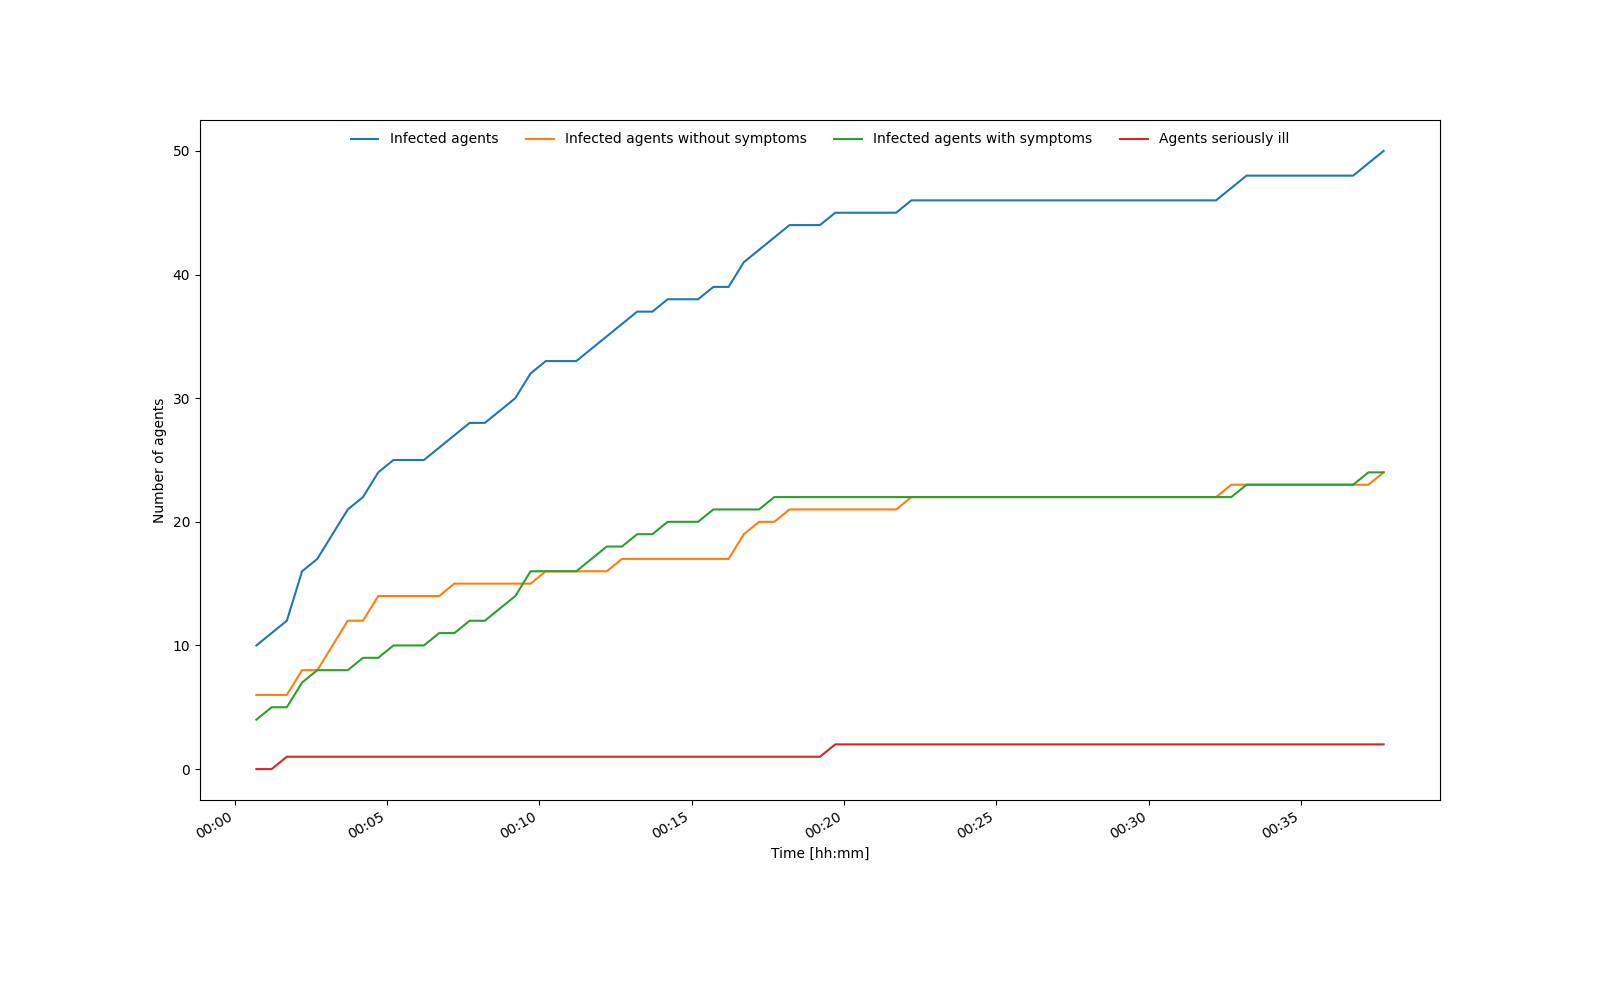 Infected agents Infected agents without symptoms Infected agents with symptoms Agents seriously ill
50
40
30
20
10
0
Number of agents
00:00 00:05 00:10 00:15 00:20 00:25 00:30 00:35
Time [hh:mm]